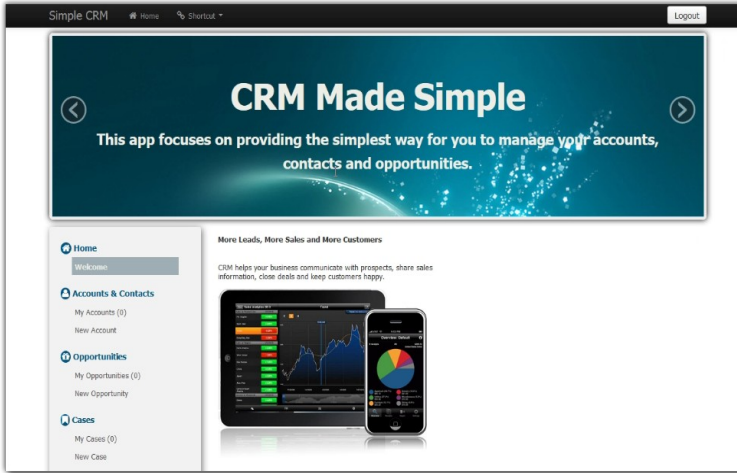 Simple CRM
Home
Shortcut
Logout
CRM Made Simple
This app focuses on providing the simplest way for you to manage your accounts,
contacts and opportunities.
Home
Welcome
Accounts & Contacts
My Accounts (0)
New Account
Opportunities
My Opportunities (0)
New Opportunity
Cases
My Cases (0)
New Case
More Leads, More Sales and More Customers
CRM helps your business communicate with prospects, share sales
information, close deals and keep customers happy.